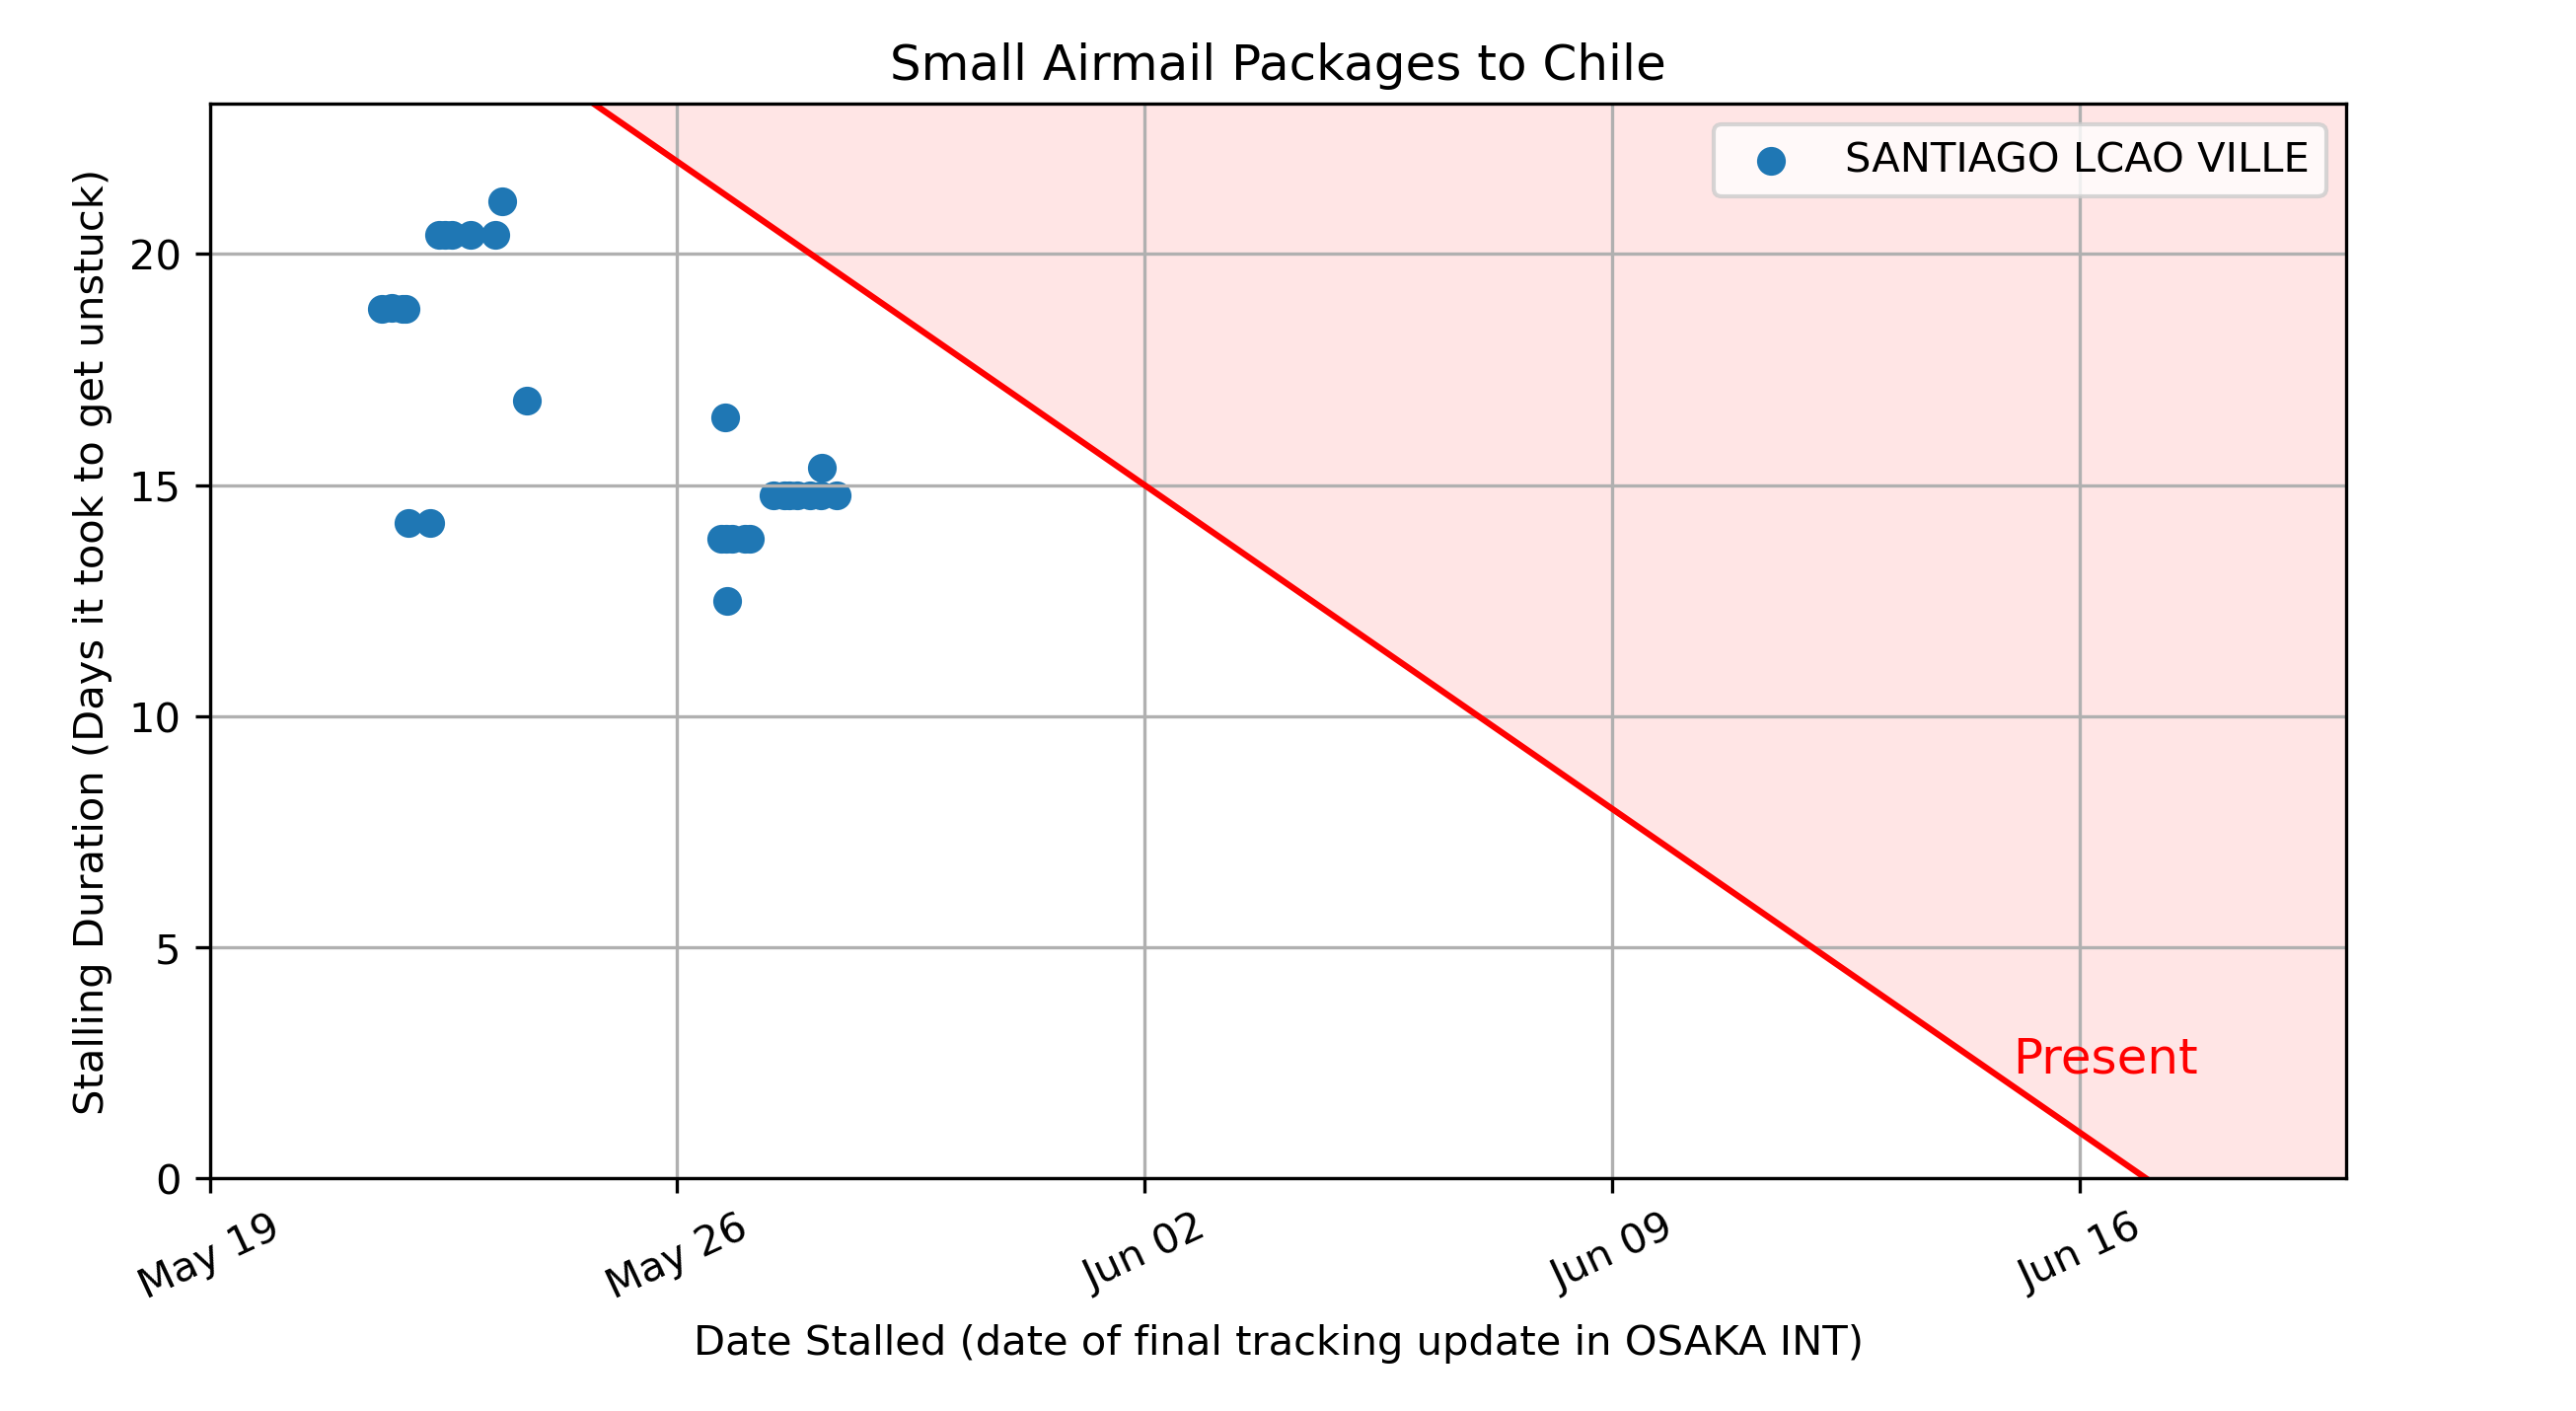 Small Airmail Packages to Chile
SANTIAGO LCAO VILLE
Stalling Duration (Days it took to get unstuck)
20
15
10
5
0
Present
May 19
May 26
Jun 02
Jun 09
Jun 16
Date Stalled (date of final tracking update in OSAKA INT)